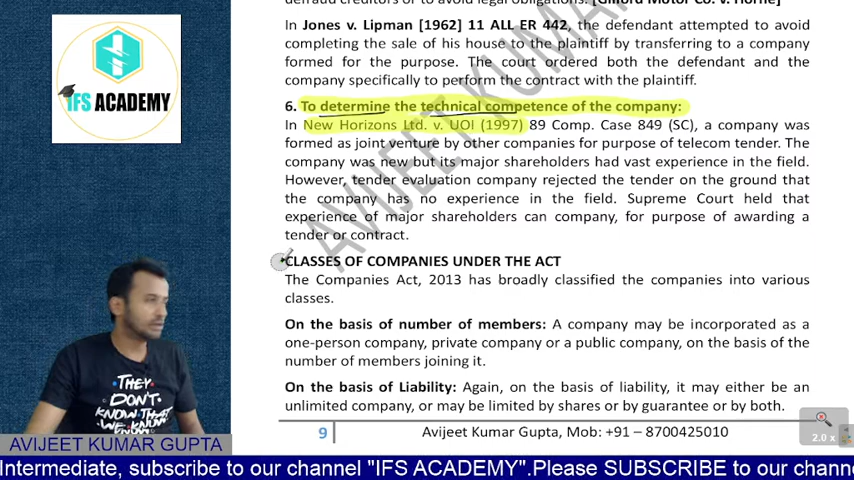 defraud creditors or to avoid legal obligations. [Gilford Motor Co. v. Horne]
In Jones v. Lipman [1962] 11 ALL ER 442, the defendant attempted to avoid
completing the sale of his house to the plaintiff by transferring to a company
formed for the purpose. The court ordered both the defendant and the
company specifically to perform the contract with the plaintiff.
IFS ACADEMY
6. To determine the technical competence of the company:
In New Horizons Ltd. v. UOI (1997) 89 Comp. Case 849 (SC), a company was
formed as joint venture by other companies for purpose of telecom tender. The
company was new but its major shareholders had vast experience in the field.
However, tender evaluation company rejected the tender on the ground that
the company has no experience in the field. Supreme Court held that
experience of major shareholders can company, for purpose of awarding a
tender or contract.
AVIJEET KUMAR GUPTA
CLASSES OF COMPANIES UNDER THE ACT
The Companies Act, 2013 has broadly classified the companies into various
classes.
On the basis of number of members: A company may be incorporated as a
one-person company, private company or a public company, on the basis of the
number of members joining it.
On the basis of Liability: Again, on the basis of liability, it may either be an
unlimited company, or may be limited by shares or by guarantee or by both.
THEY
DON'T
KNOW THAT
WE KNOW
9 Avijeet Kumar Gupta, Mob: +91 – 8700425010
2.0 x
AVIJEET KUMAR GUPTA
Intermediate, subscribe to our channel "IFS ACADEMY".Please SUBSCRIBE to our chann